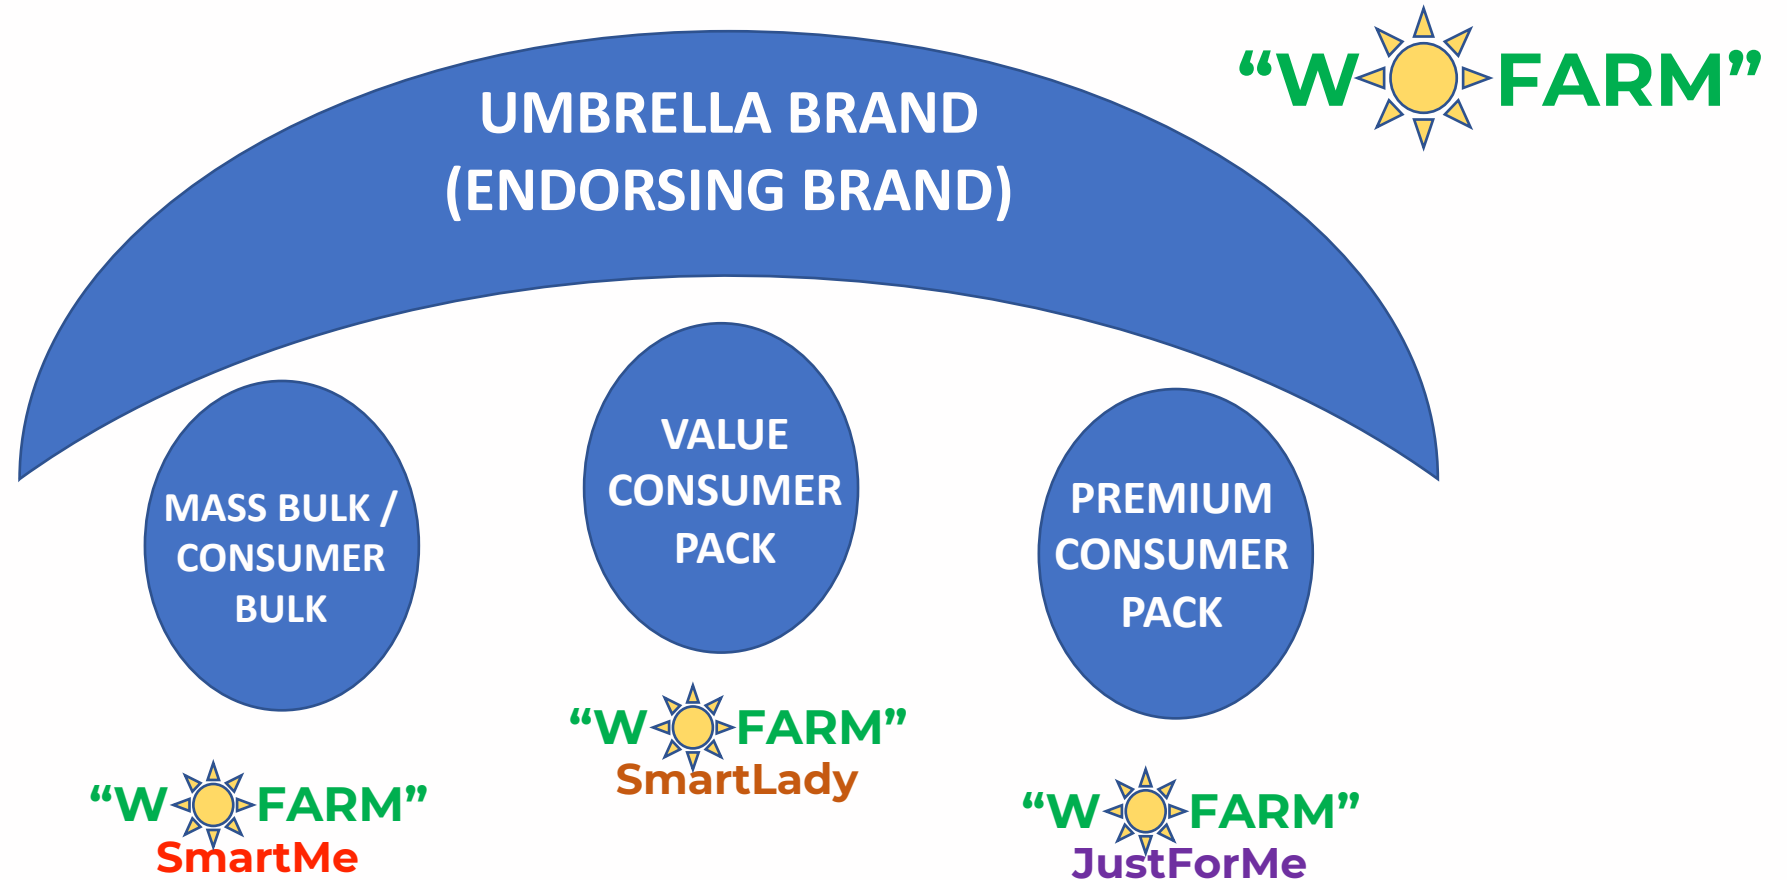 UMBRELLA BRAND
(ENDORSING BRAND)
“W FARM”
MASS BULK /
CONSUMER
BULK
“W FARM”
SmartMe
VALUE
CONSUMER
PACK
“W FARM”
SmartLady
PREMIUM
CONSUMER
PACK
“W FARM”
JustForMe